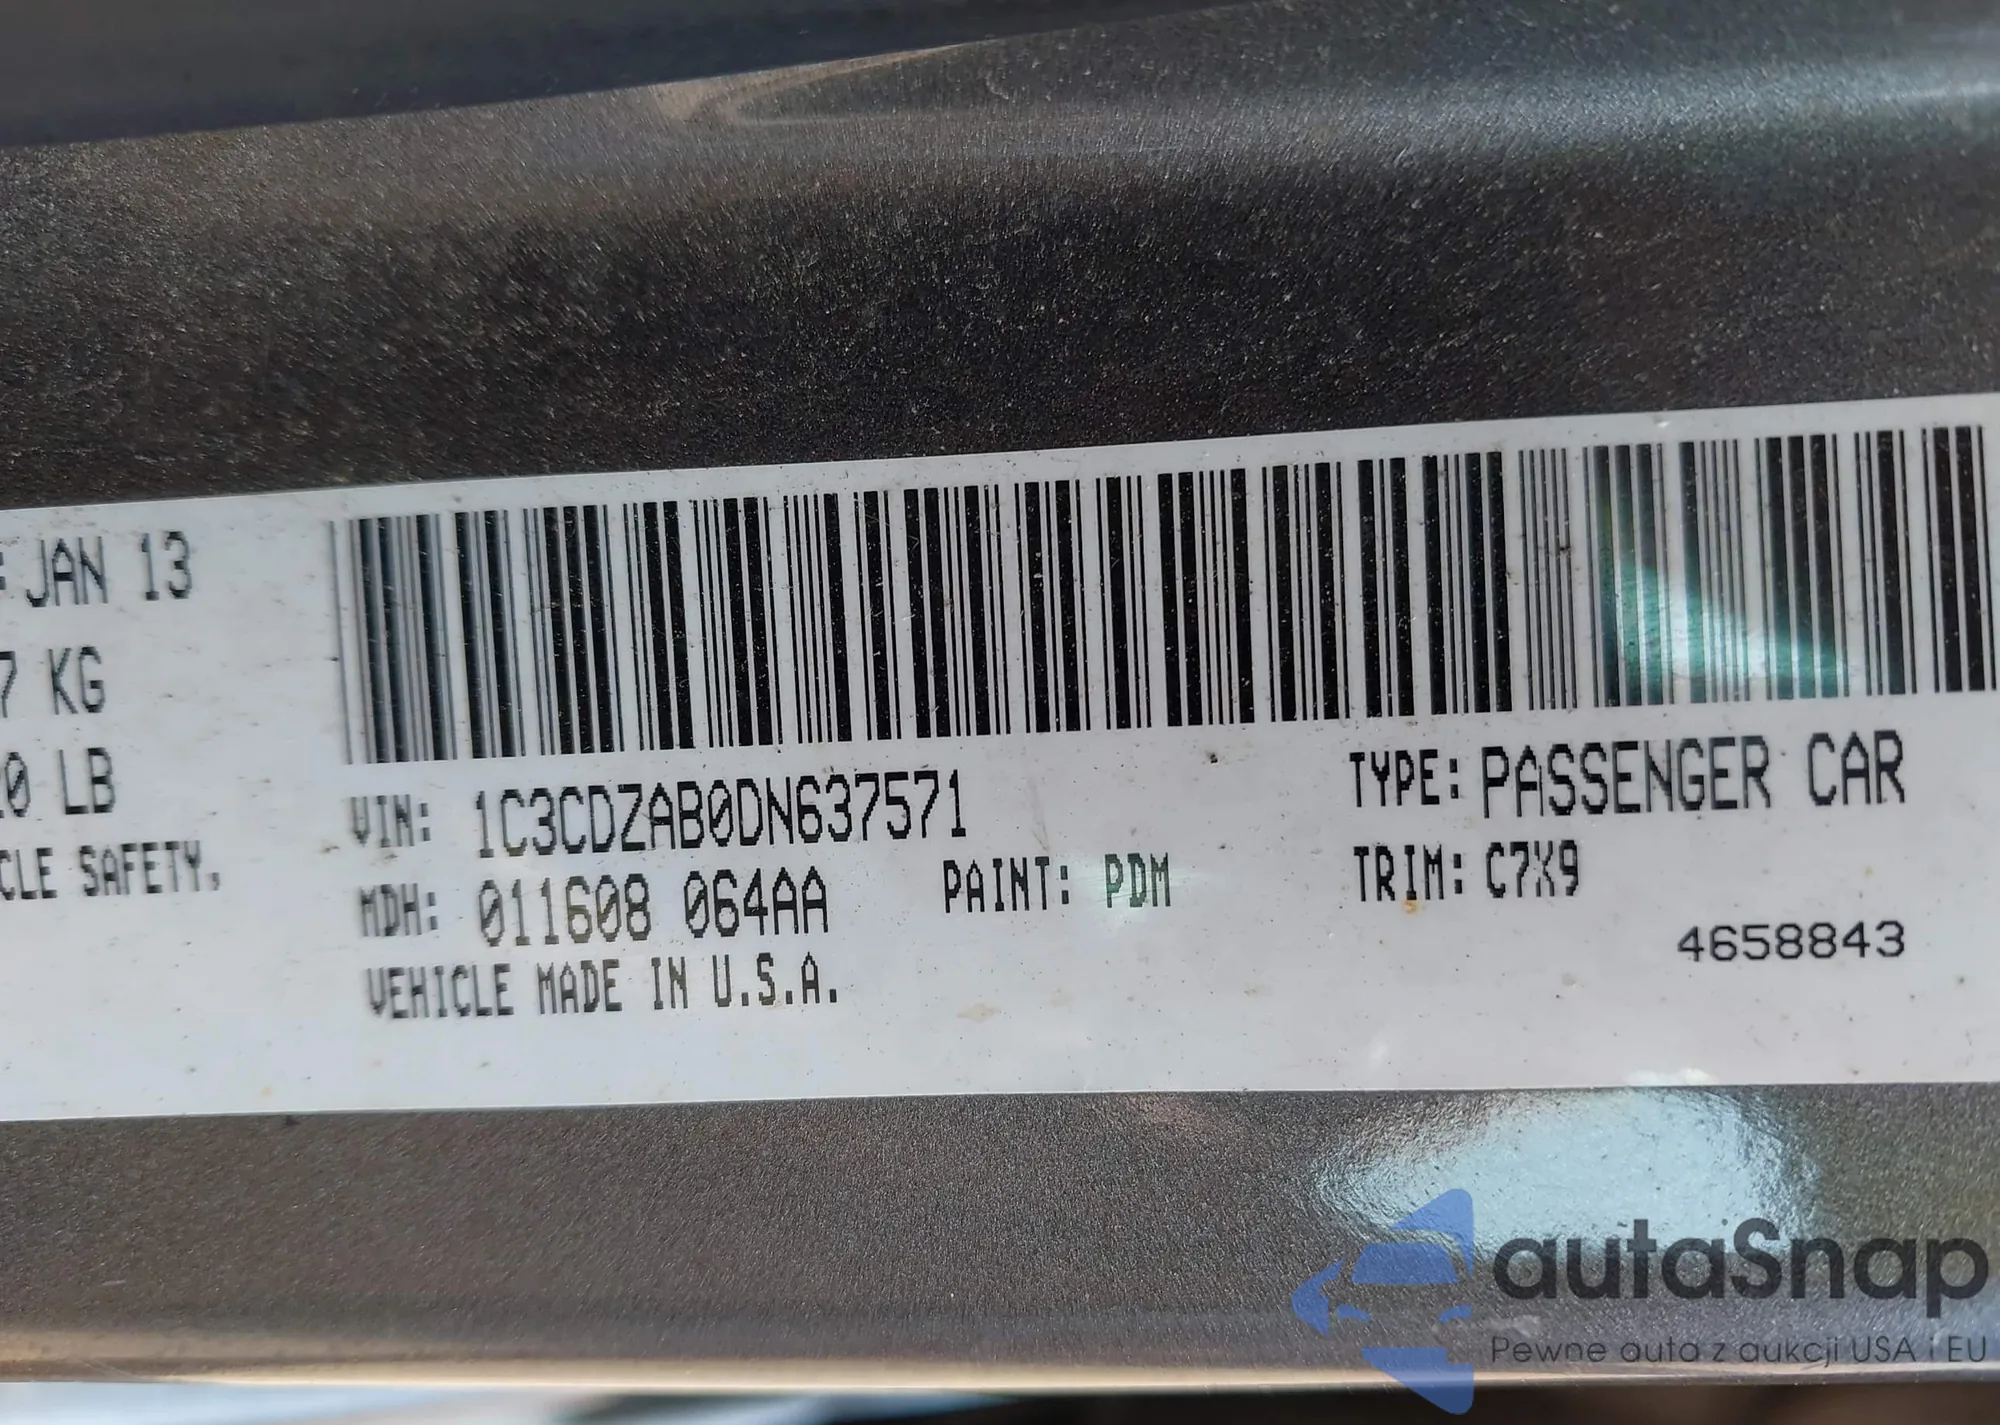 : JAN 13
7 KG
0 LB
CLE SAFETY,
VIN: 1C3CDZAB0DN637571
TYPE: PASSENGER CAR
MDH: 011608 064AA
PAINT: PDM
TRIM: C7X9
VEHICLE MADE IN U.S.A.
4658843
autaSnap
Pewne auta z aukcji USA i EU